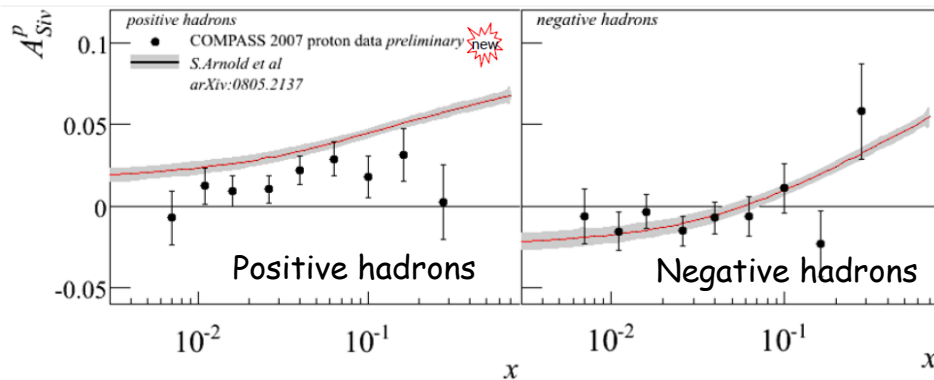 positive hadrons
COMPASS 2007 proton data preliminary
new
S.Arnold et al
arXiv:0805.2137
negative hadrons
A^p_Siv
0.1
0.05
0
-0.05
Positive hadrons
Negative hadrons
10^-2
10^-1
x
10^-2
10^-1
x